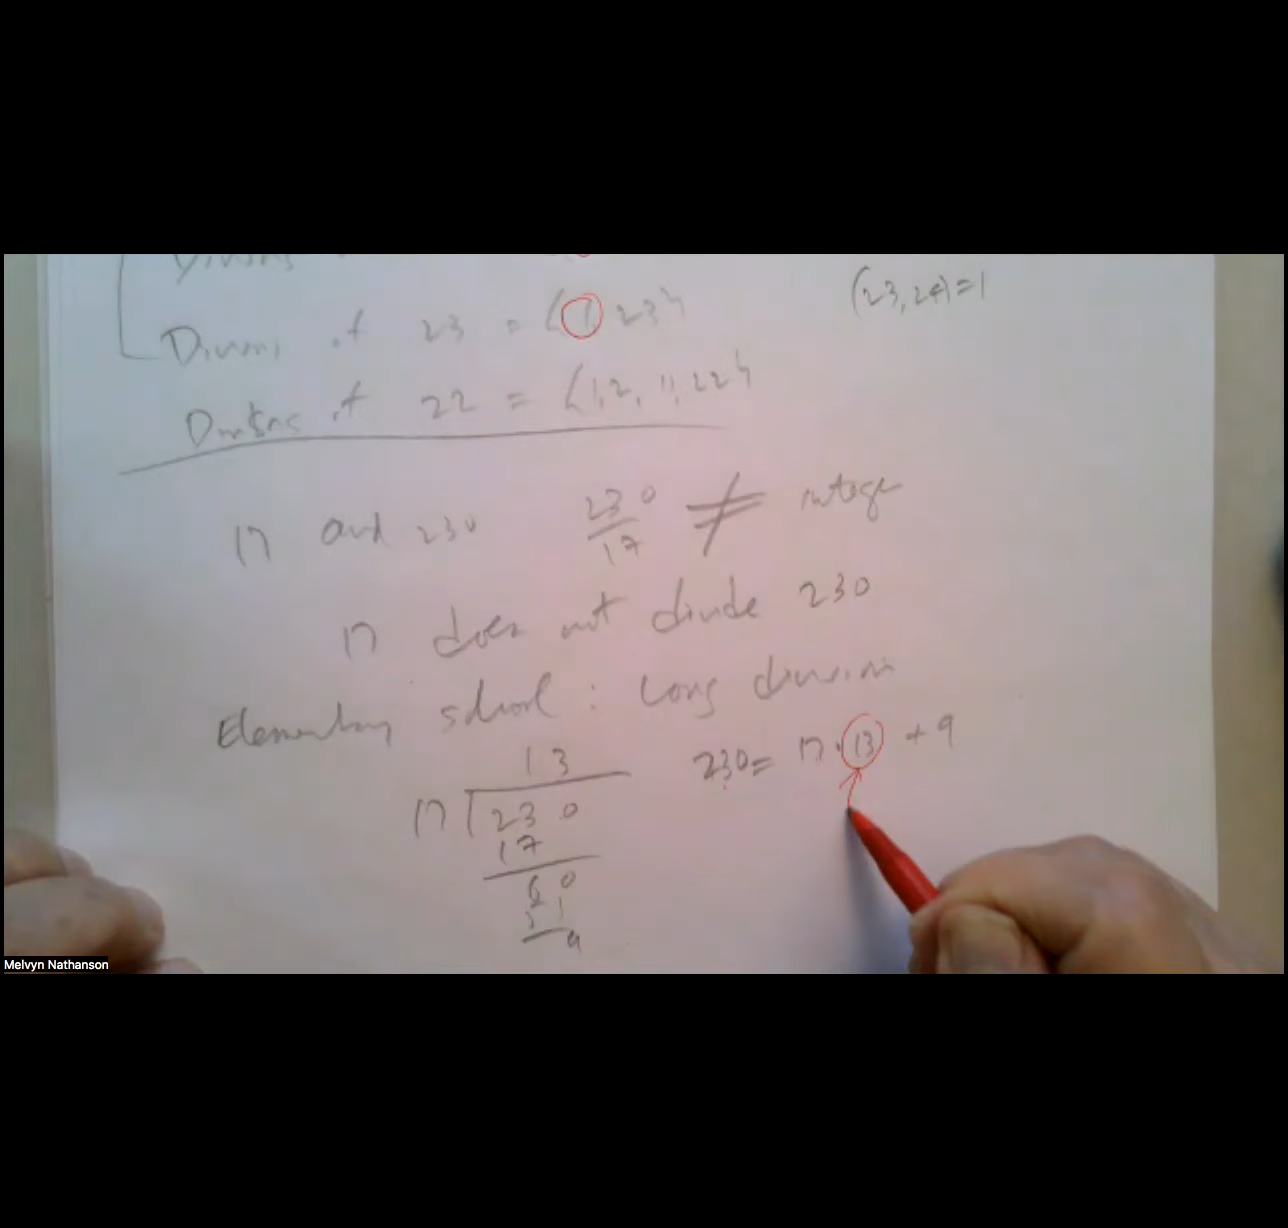 (23, 24) = 1
Divisors of 23 = {1, 23}
Divisors of 22 = {1, 2, 11, 22}
17 and 230 230/17 ≠ integer
17 does not divide 230
Elementary school : Long division
13
230 = 17 · 13 + 9
17 230
17
60
51
9
Melvyn Nathanson